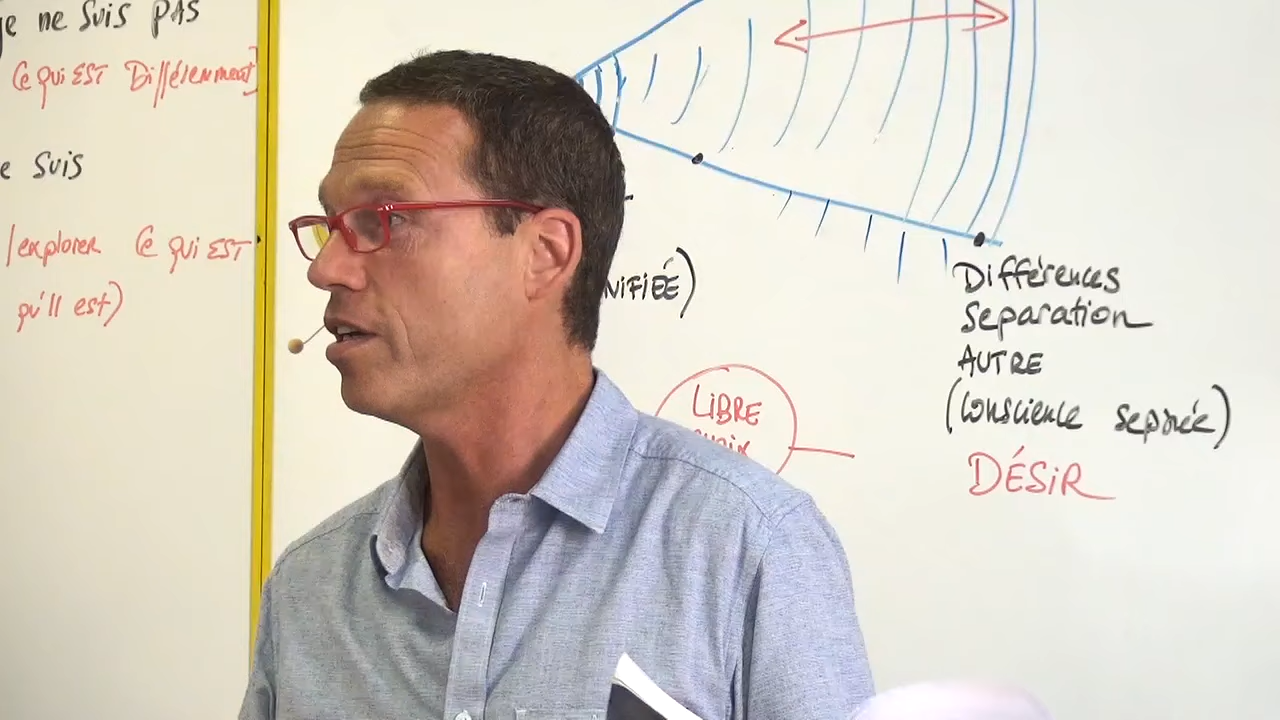 je ne suis PAS
Ce qui EST Différemment]
e suis
/explorer Ce qui EST
qu'Il est)
NIFIÉE)
LIBRE
Différences
Separation
AUTRE
(Conscience separée)
DÉSIR